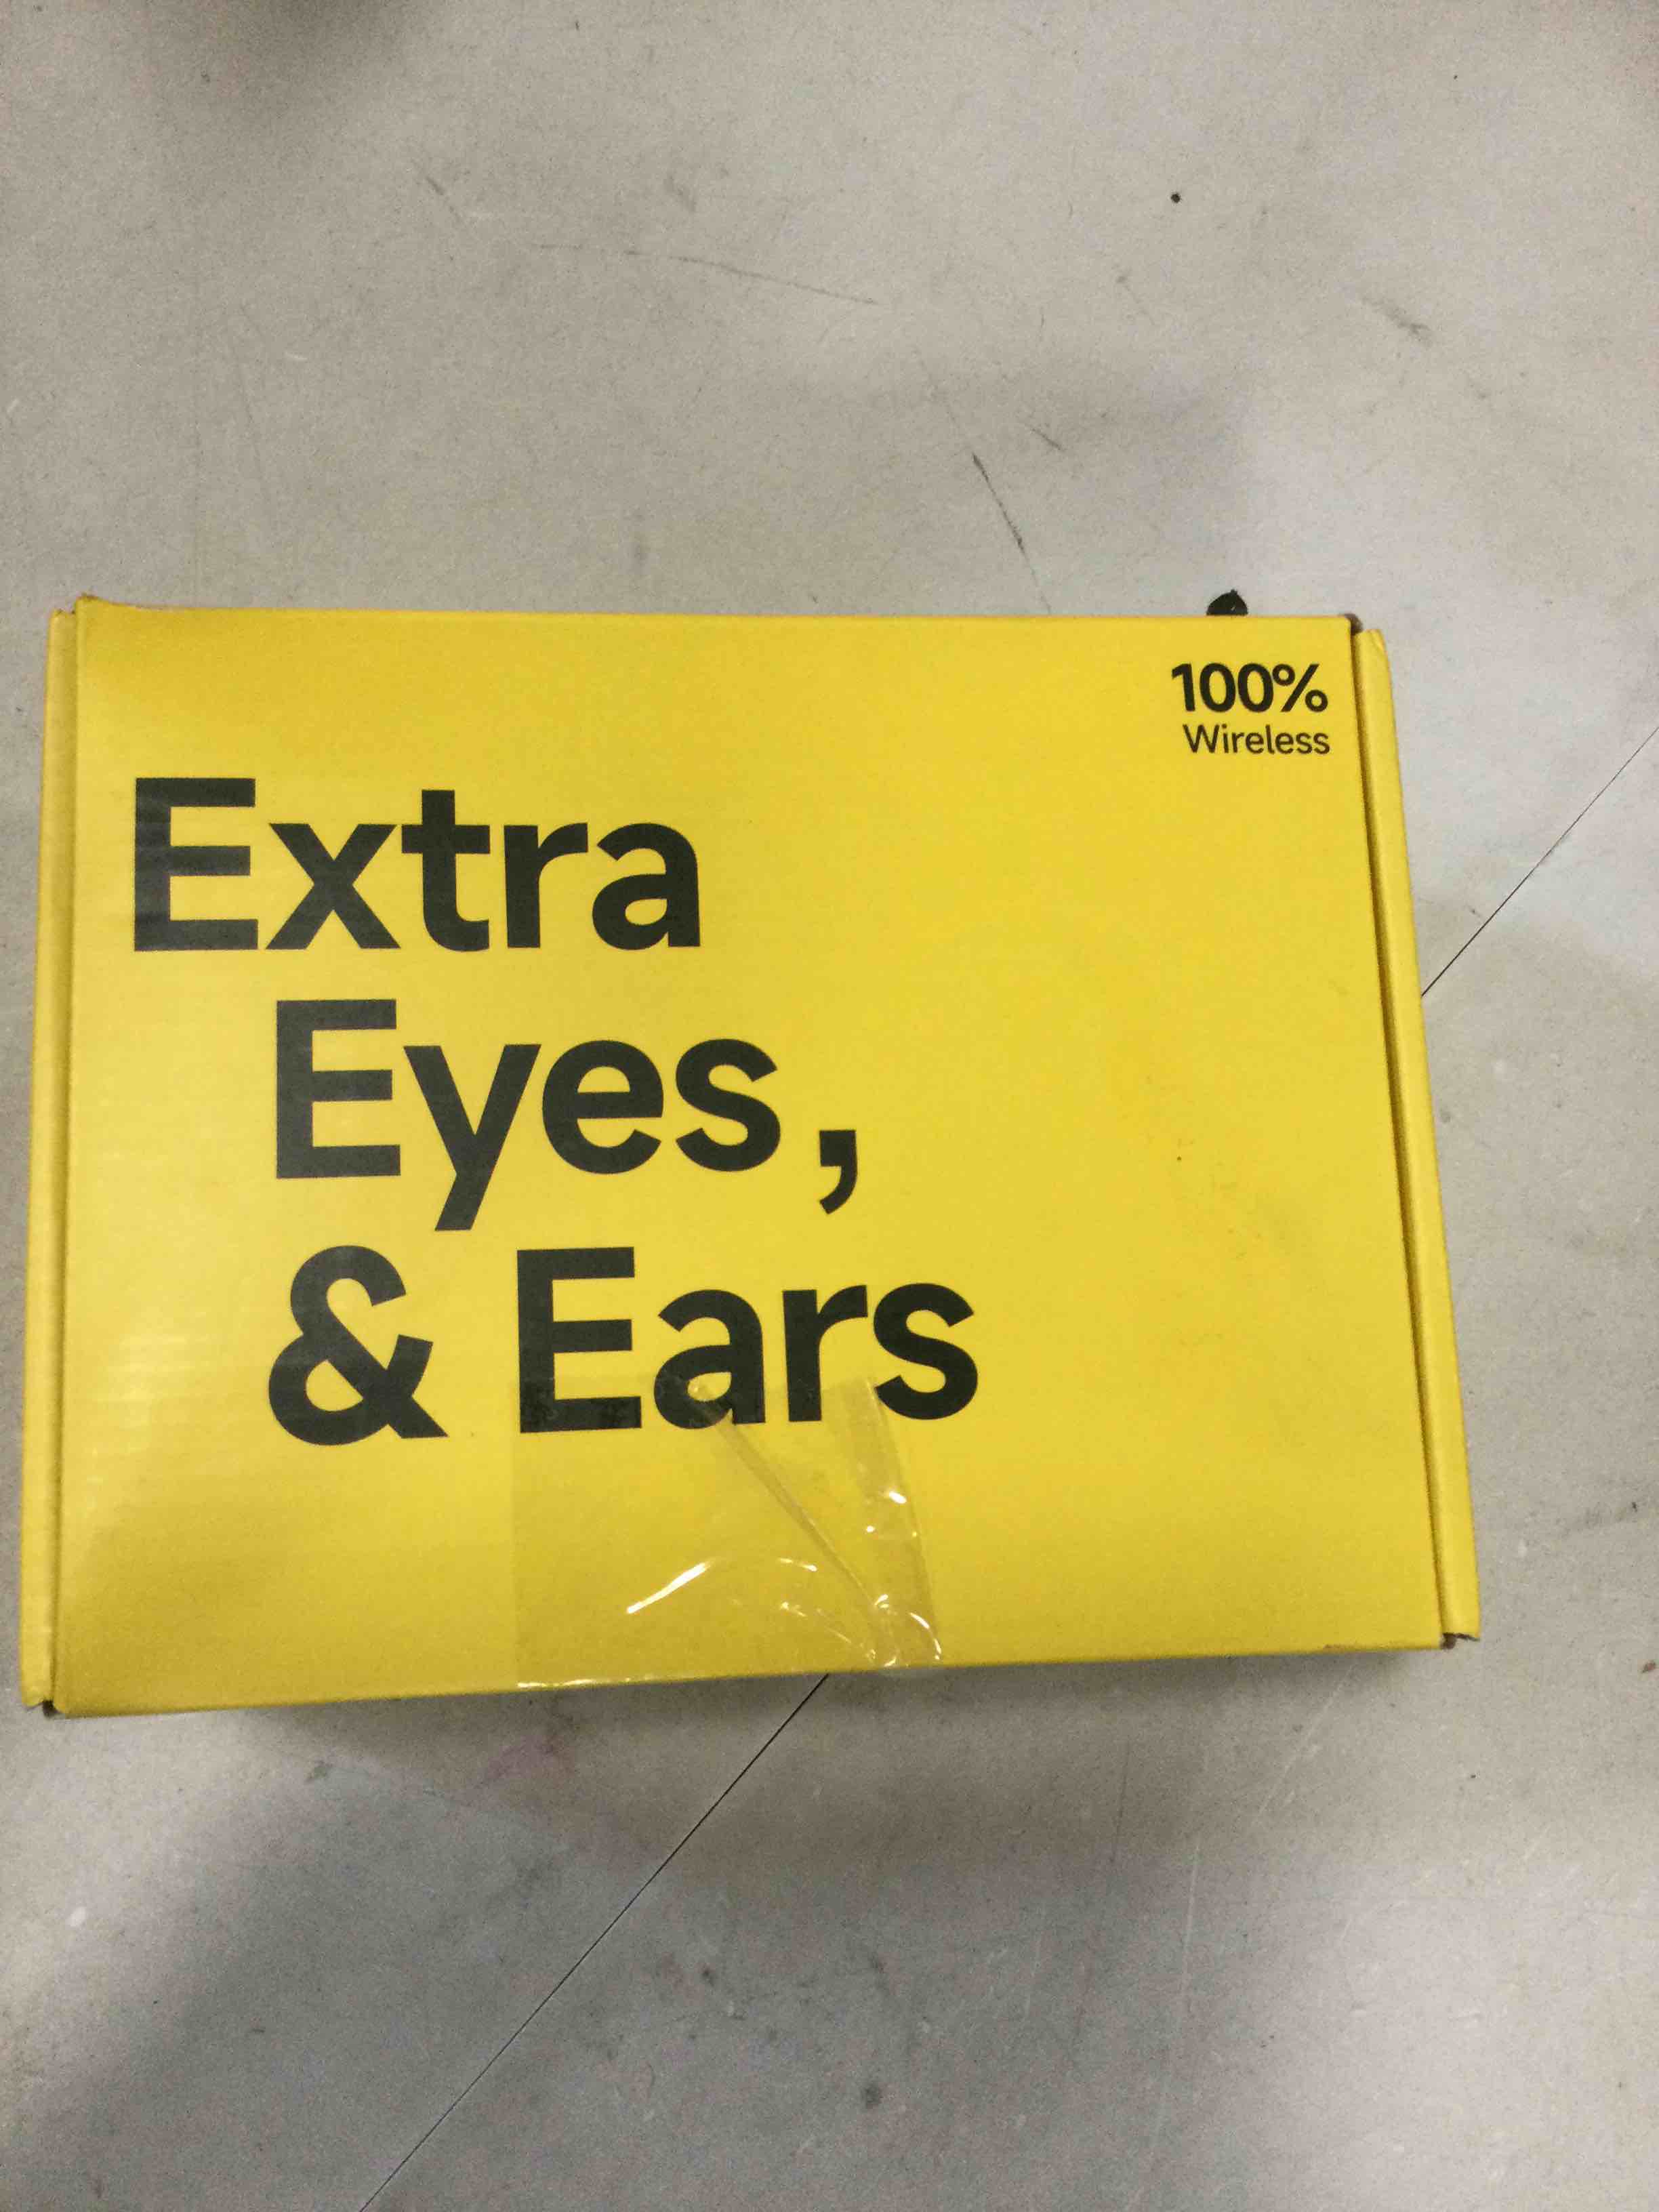 100%
Wireless
Extra
Eyes,
& Ears